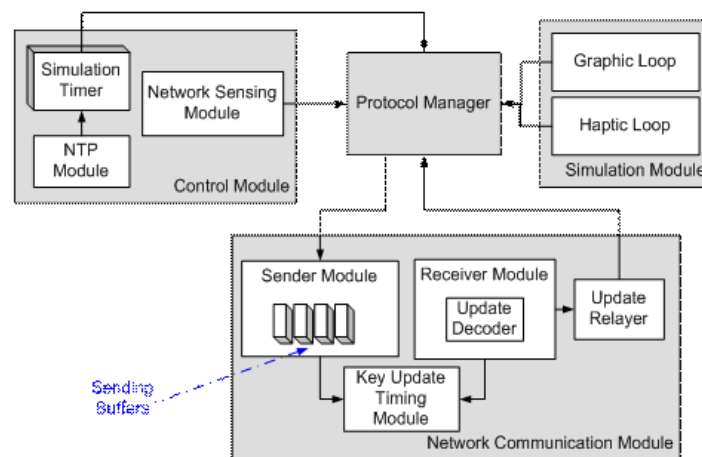 Simulation
Timer
Network Sensing
Module
NTP
Module
Control Module
Protocol Manager
Graphic Loop
Haptic Loop
Simulation Module
Sender Module
Receiver Module
Update
Decoder
Update
Relayer
Sending
Buffers
Key Update
Timing
Module
Network Communication Module